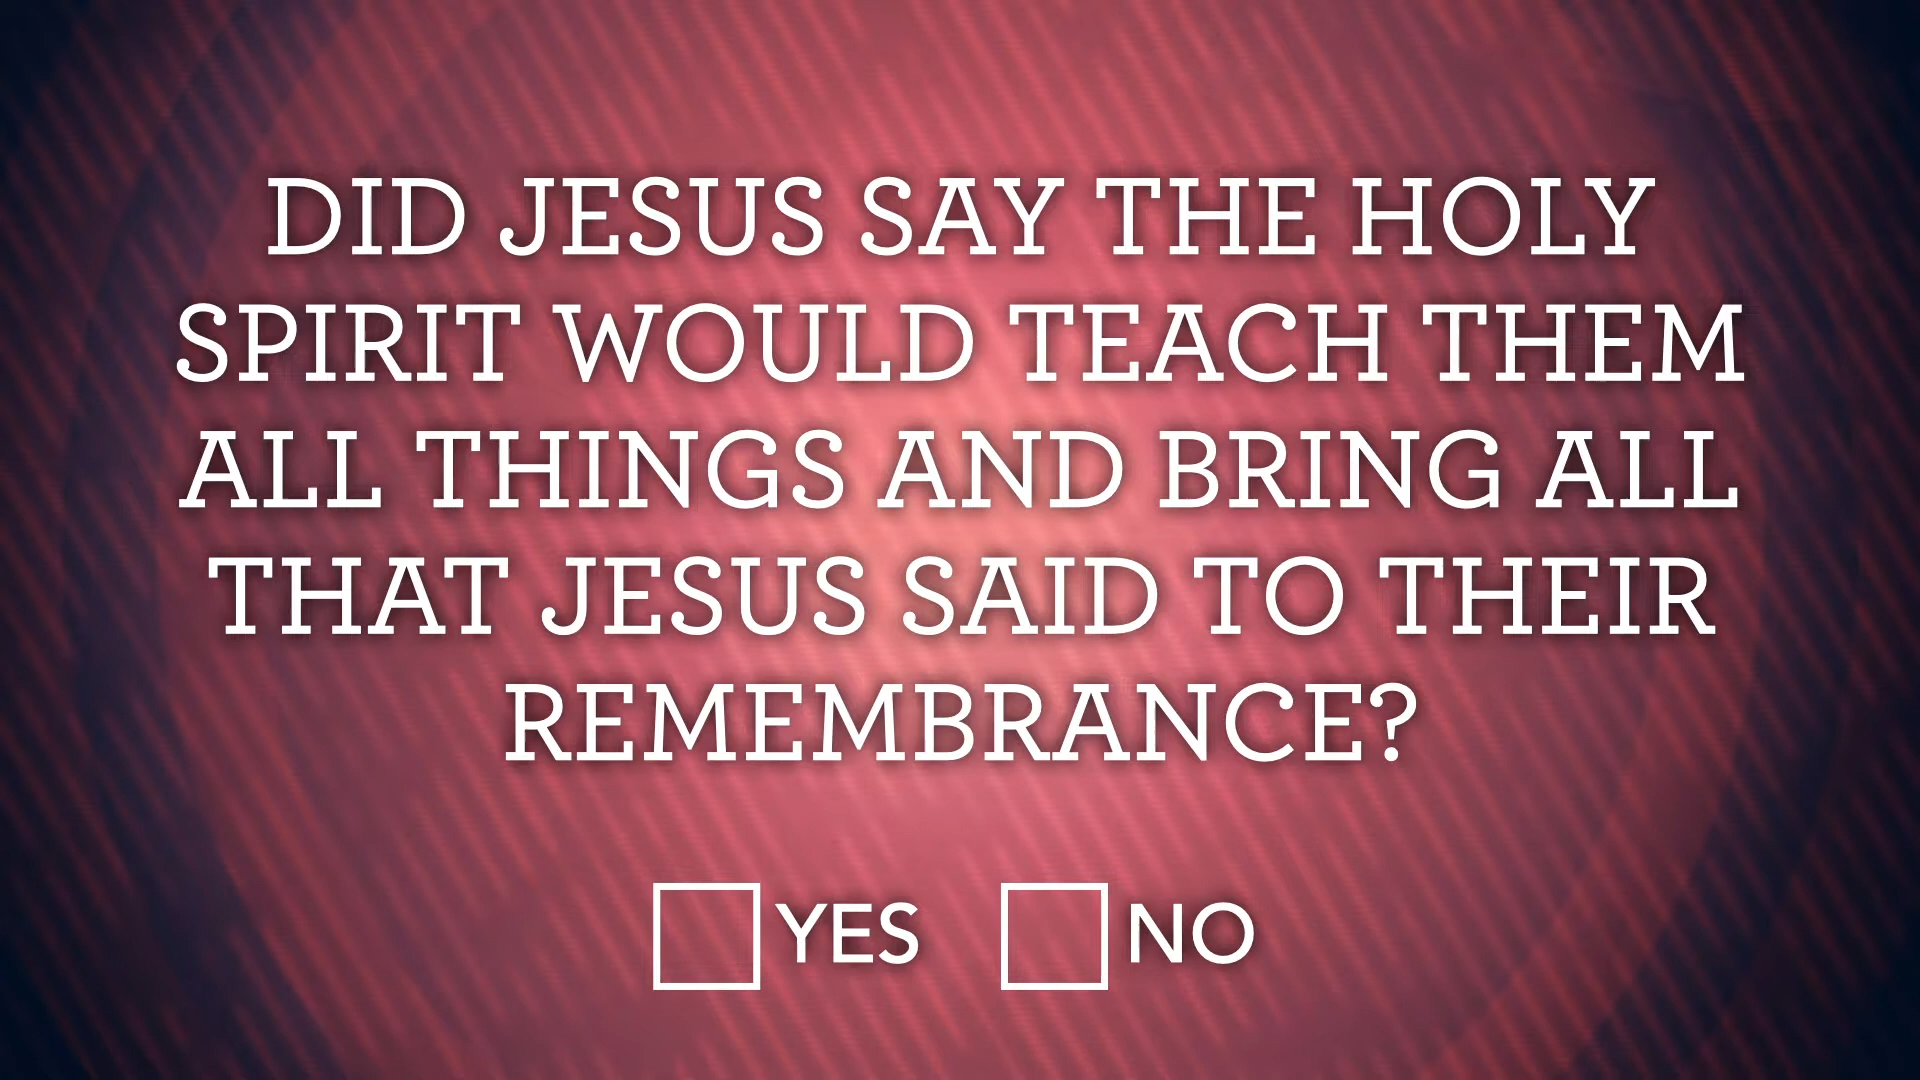 DID JESUS SAY THE HOLY
SPIRIT WOULD TEACH THEM
ALL THINGS AND BRING ALL
THAT JESUS SAID TO THEIR
REMEMBRANCE?
YES NO